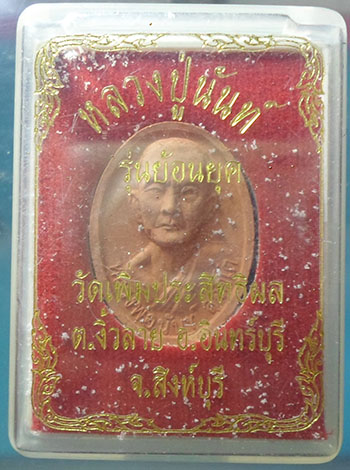 หลวงปู่นันท์
รุ่นย้อนยุค
วัดเพิ่มประสิทธิผล
ต.งิ้วลาย อ.อินทร์บุรี
จ.สิงห์บุรี